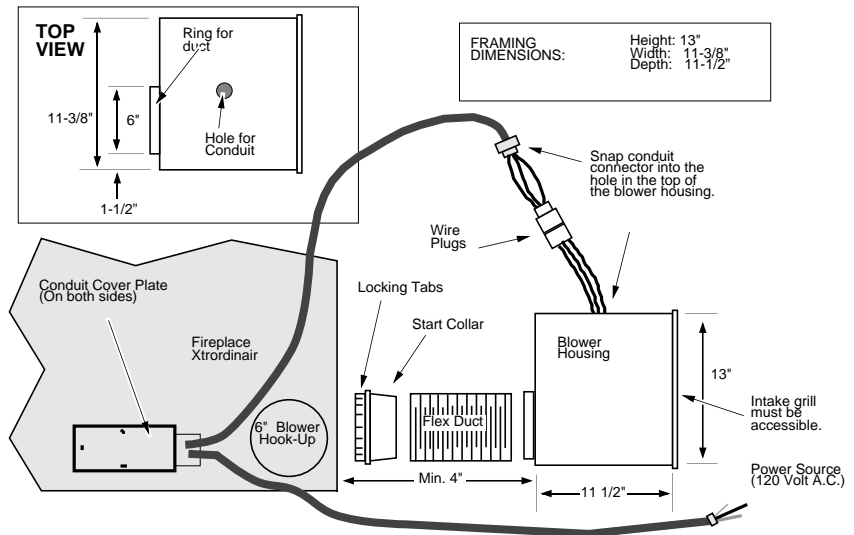 TOP
VIEW
Ring for
duct
11-3/8"
6"
Hole for
Conduit
1-1/2"
FRAMING
DIMENSIONS:
Height: 13"
Width: 11-3/8"
Depth: 11-1/2"
Snap conduit
connector into the
hole in the top of
the blower housing.
Wire
Plugs
Conduit Cover Plate
(On both sides)
Locking Tabs
Start Collar
Fireplace
Xtrordinair
Blower
Housing
13"
Intake grill
must be
accessible.
6" Blower
Hook-Up
Flex Duct
Min. 4"
11 1/2"
Power Source
(120 Volt A.C.)